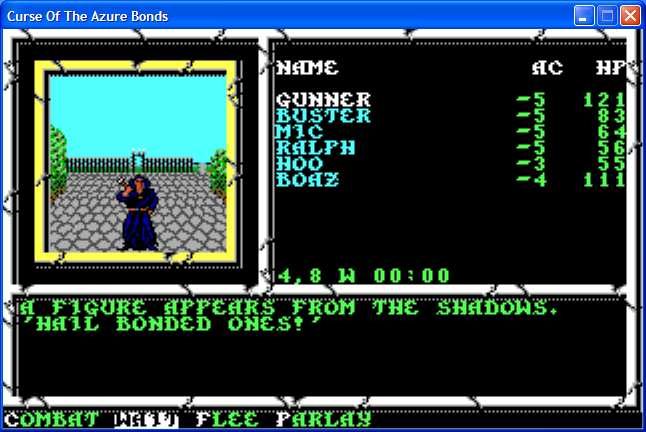 Curse Of The Azure Bonds
NAME AC HP
GUNNER -5 121
BUSTER -5 83
MIC -5 64
RALPH -5 56
HOO -3 55
BOAZ -4 111
4,8 W 00:00
A FIGURE APPEARS FROM THE SHADOWS.
'HAIL BONDED ONES!'
COMBAT WAIT FLEE PARLAY